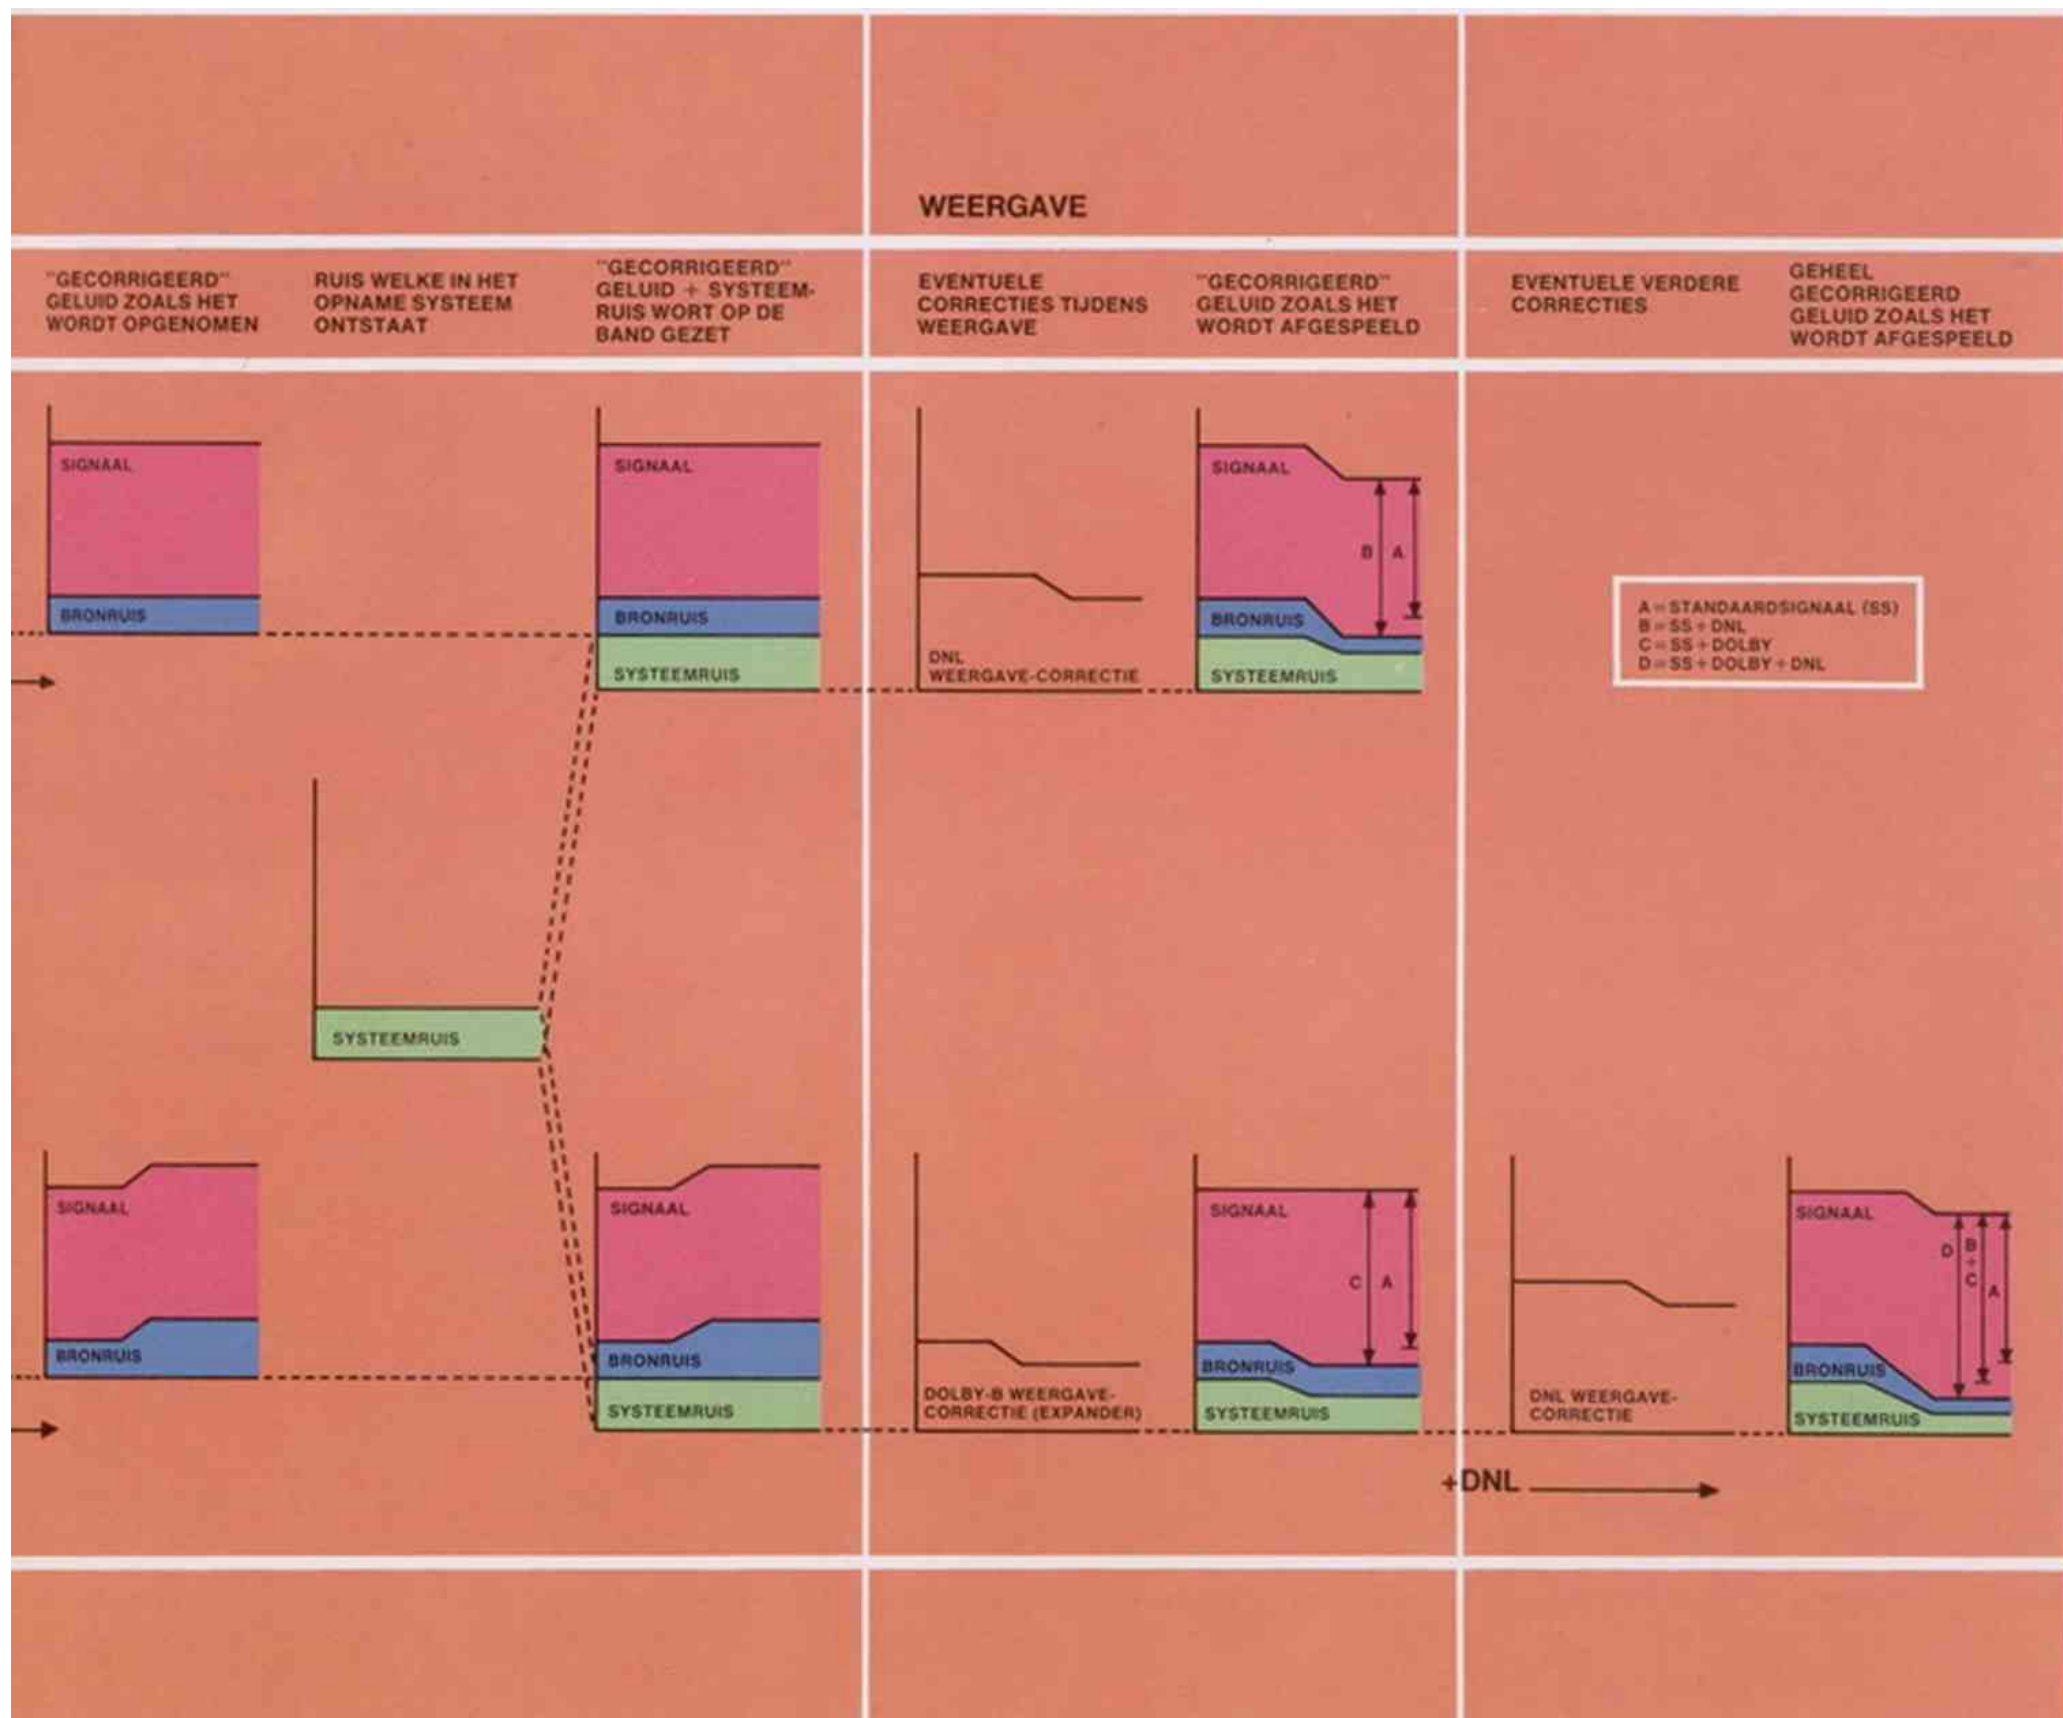 WEERGAVE
"GECORRIGEERD"
GELUID ZOALS HET
WORDT OPGENOMEN
RUIS WELKE IN HET
OPNAME SYSTEEM
ONTSTAAT
"GECORRIGEERD"
GELUID + SYSTEEM-
RUIS WORT OP DE
BAND GEZET
EVENTUELE
CORRECTIES TIJDENS
WEERGAVE
"GECORRIGEERD"
GELUID ZOALS HET
WORDT AFGESPEELD
EVENTUELE VERDERE
CORRECTIES
GEHEEL
GECORRIGEERD
GELUID ZOALS HET
WORDT AFGESPEELD
SIGNAAL
BRONRUIS
SIGNAAL
BRONRUIS
SYSTEEMRUIS
DNL
WEERGAVE-CORRECTIE
SIGNAAL
B A
BRONRUIS
SYSTEEMRUIS
A = STANDAARDSIGNAAL (SS)
B = SS + DNL
C = SS + DOLBY
D = SS + DOLBY + DNL
SYSTEEMRUIS
SIGNAAL
BRONRUIS
SIGNAAL
BRONRUIS
SYSTEEMRUIS
DOLBY-B WEERGAVE-
CORRECTIE (EXPANDER)
SIGNAAL
C A
BRONRUIS
SYSTEEMRUIS
DNL WEERGAVE-
CORRECTIE
SIGNAAL
D
B
+
C
A
BRONRUIS
SYSTEEMRUIS
+DNL